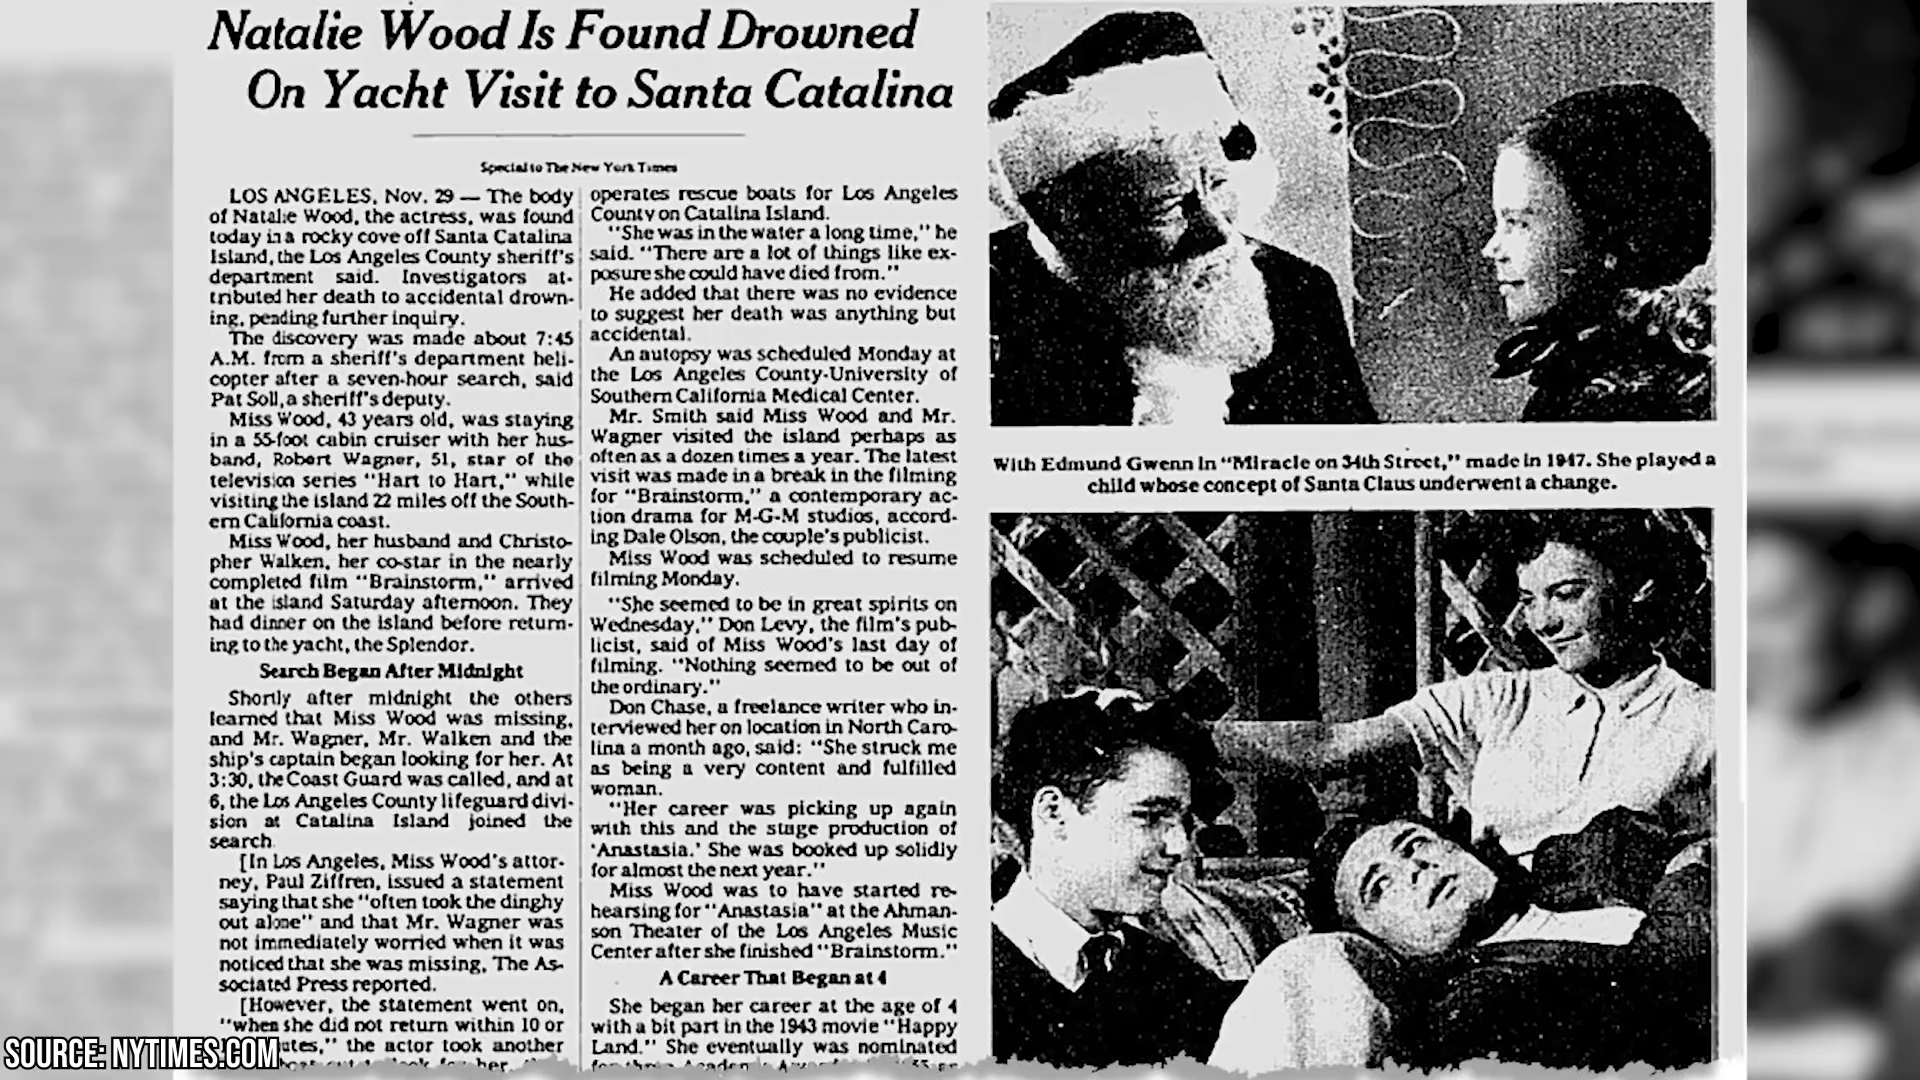 Natalie Wood Is Found Drowned
On Yacht Visit to Santa Catalina
Special to The New York Times
LOS ANGELES, Nov. 29 — The body
of Natalie Wood, the actress, was found
today in a rocky cove off Santa Catalina
Island, the Los Angeles County sheriff's
department said. Investigators at-
tributed her death to accidental drown-
ing, pending further inquiry.
The discovery was made about 7:45
A.M. from a sheriff's department heli-
copter after a seven-hour search, said
Pat Soll, a sheriff's deputy.
Miss Wood, 43 years old, was staying
in a 55-foot cabin cruiser with her hus-
band, Robert Wagner, 51, star of the
television series "Hart to Hart," while
visiting the island 22 miles off the South-
ern California coast.
Miss Wood, her husband and Christo-
pher Walken, her co-star in the nearly
completed film "Brainstorm," arrived
at the island Saturday afternoon. They
had dinner on the island before return-
ing to the yacht, the Splendor.
Search Began After Midnight
Shortly after midnight the others
learned that Miss Wood was missing,
and Mr. Wagner, Mr. Walken and the
ship's captain began looking for her. At
3:30, the Coast Guard was called, and at
6, the Los Angeles County lifeguard divi-
sion at Catalina Island joined the
search.
[In Los Angeles, Miss Wood's attor-
ney, Paul Ziffren, issued a statement
saying that she "often took the dinghy
out alone" and that Mr. Wagner was
not immediately worried when it was
noticed that she was missing, The As-
sociated Press reported.
[However, the statement went on,
"when she did not return within 10 or
utes," the actor took another
operates rescue boats for Los Angeles
County on Catalina Island.
"She was in the water a long time," he
said. "There are a lot of things like ex-
posure she could have died from."
He added that there was no evidence
to suggest her death was anything but
accidental.
An autopsy was scheduled Monday at
the Los Angeles County-University of
Southern California Medical Center.
Mr. Smith said Miss Wood and Mr.
Wagner visited the island perhaps as
often as a dozen times a year. The latest
visit was made in a break in the filming
for "Brainstorm," a contemporary ac-
tion drama for M-G-M studios, accord-
ing Dale Olson, the couple's publicist.
Miss Wood was scheduled to resume
filming Monday.
"She seemed to be in great spirits on
Wednesday," Don Levy, the film's pub-
licist, said of Miss Wood's last day of
filming. "Nothing seemed to be out of
the ordinary."
Don Chase, a freelance writer who in-
terviewed her on location in North Caro-
lina a month ago, said: "She struck me
as being a very content and fulfilled
woman.
"Her career was picking up again
with this and the stage production of
'Anastasia.' She was booked up solidly
for almost the next year."
Miss Wood was to have started re-
hearsing for "Anastasia" at the Ahman-
son Theater of the Los Angeles Music
Center after she finished "Brainstorm."
A Career That Began at 4
She began her career at the age of 4
with a bit part in the 1943 movie "Happy
Land." She eventually was nominated
With Edmund Gwenn in "Miracle on 34th Street," made in 1947. She played a
child whose concept of Santa Claus underwent a change.
SOURCE: NYTIMES.COM